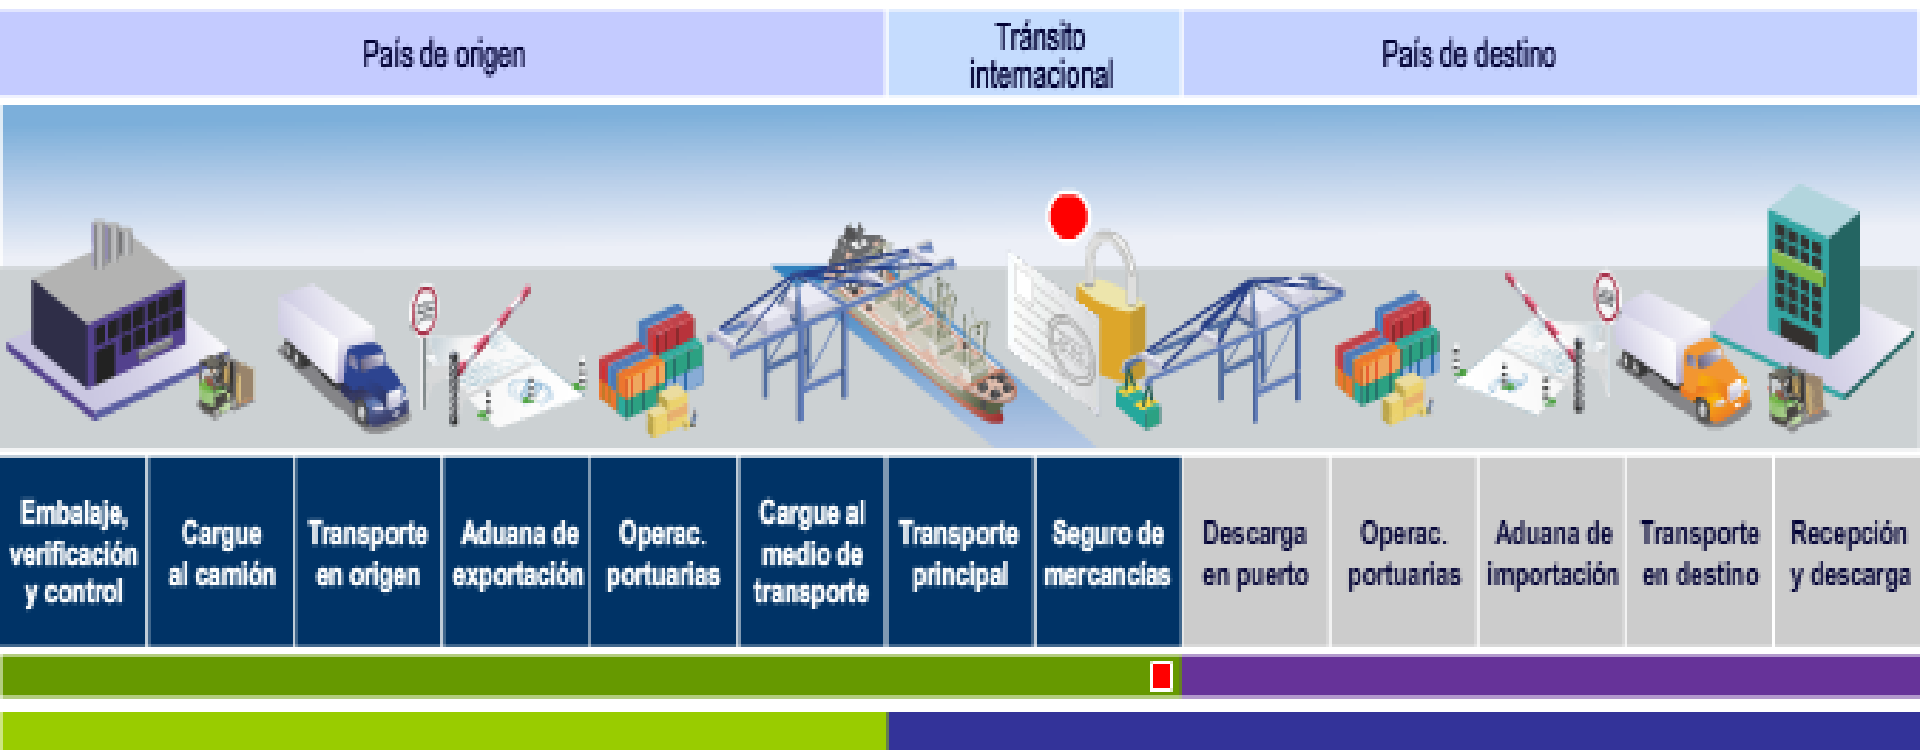 País de origen
Tránsito
internacional
País de destino
Embalaje,
verificación
y control
Cargue
al camión
Transporte
en origen
Aduana de
exportación
Operac.
portuarias
Cargue al
medio de
transporte
Transporte
principal
Seguro de
mercancías
Descarga
en puerto
Operac.
portuarias
Aduana de
importación
Transporte
en destino
Recepción
y descarga